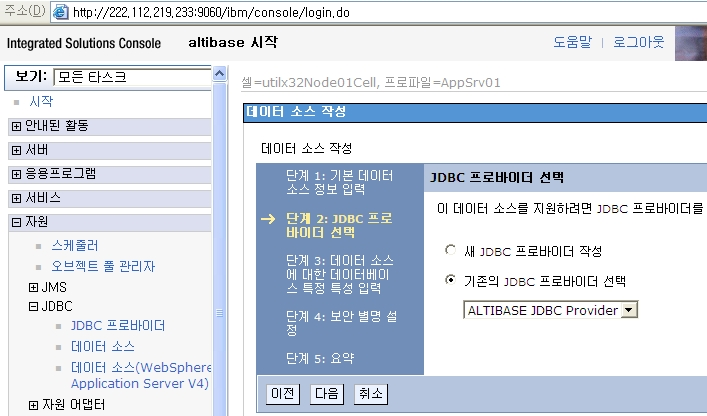 주소(D) http://222.112.219.233:9060/ibm/console/login.do
Integrated Solutions Console altibase 시작 도움말 | 로그아웃
보기: 모든 타스크
시작
안내된 활동
서버
응용프로그램
서비스
자원
스케줄러
오브젝트 풀 관리자
JMS
JDBC
JDBC 프로바이더
데이터 소스
데이터 소스(WebSphere
Application Server V4)
자원 어댑터
셀=utilx32Node01Cell, 프로파일=AppSrv01
데이터 소스 작성
데이터 소스 작성
단계 1: 기본 데이터
소스 정보 입력
단계 2: JDBC 프로
바이더 선택
단계 3: 데이터 소스
에 대한 데이터베이
스 특정 특성 입력
단계 4: 보안 별명 설
정
단계 5: 요약
JDBC 프로바이더 선택
이 데이터 소스를 지원하려면 JDBC 프로바이더를
새 JDBC 프로바이더 작성
기존의 JDBC 프로바이더 선택
ALTIBASE JDBC Provider
이전 다음 취소